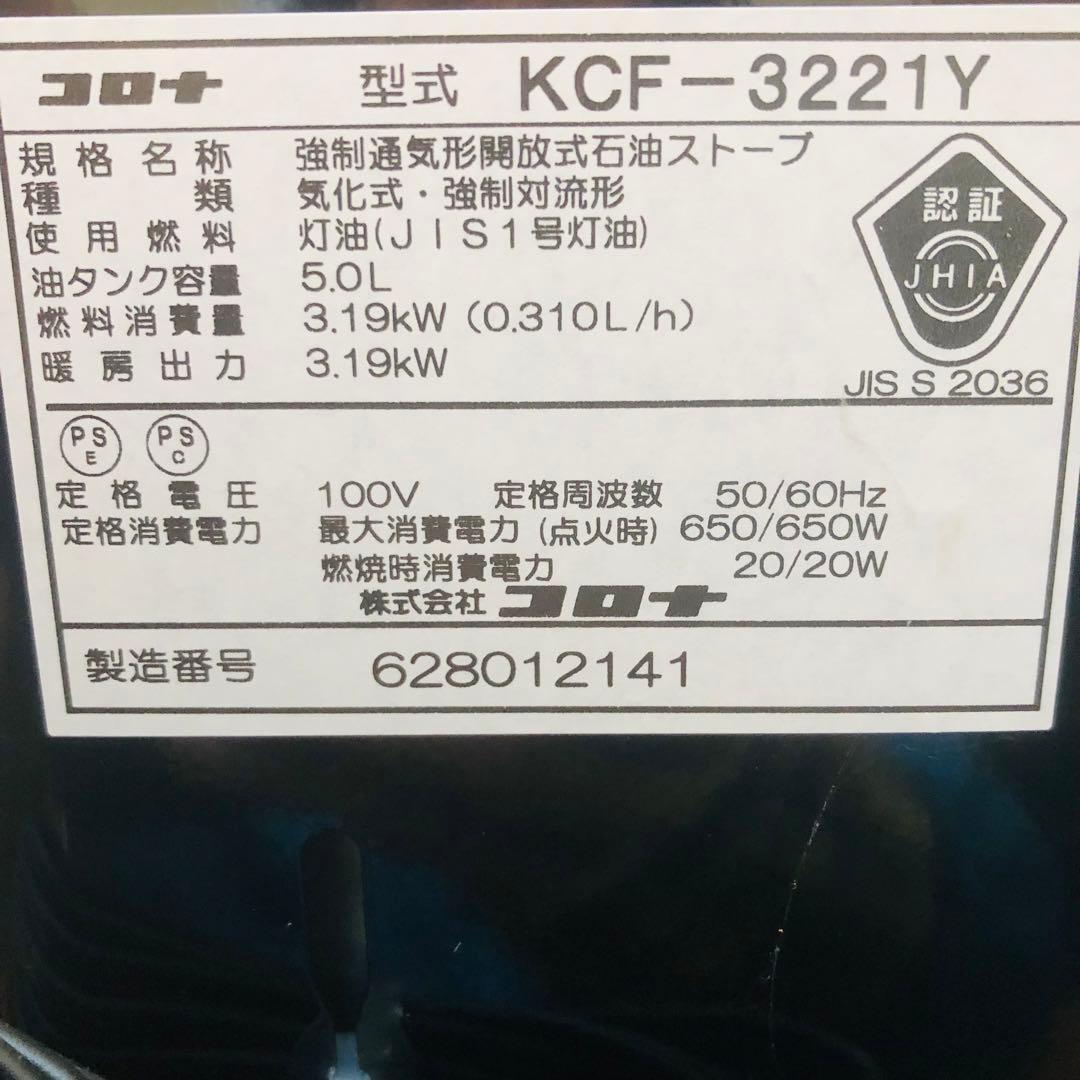 コロナ 型式 KCF-3221Y
規格名称 強制通気形開放式石油ストーブ
種類 気化式・強制対流形
使用燃料 灯油(JIS1号灯油)
油タンク容量 5.0L
燃料消費量 3.19kW (0.310L/h)
暖房出力 3.19kW
認証
JHIA
JIS S 2036
PS E PS C
定格電圧 100V 定格周波数 50/60Hz
定格消費電力 最大消費電力(点火時) 650/650W
燃焼時消費電力 20/20W
株式会社 コロナ
製造番号 628012141